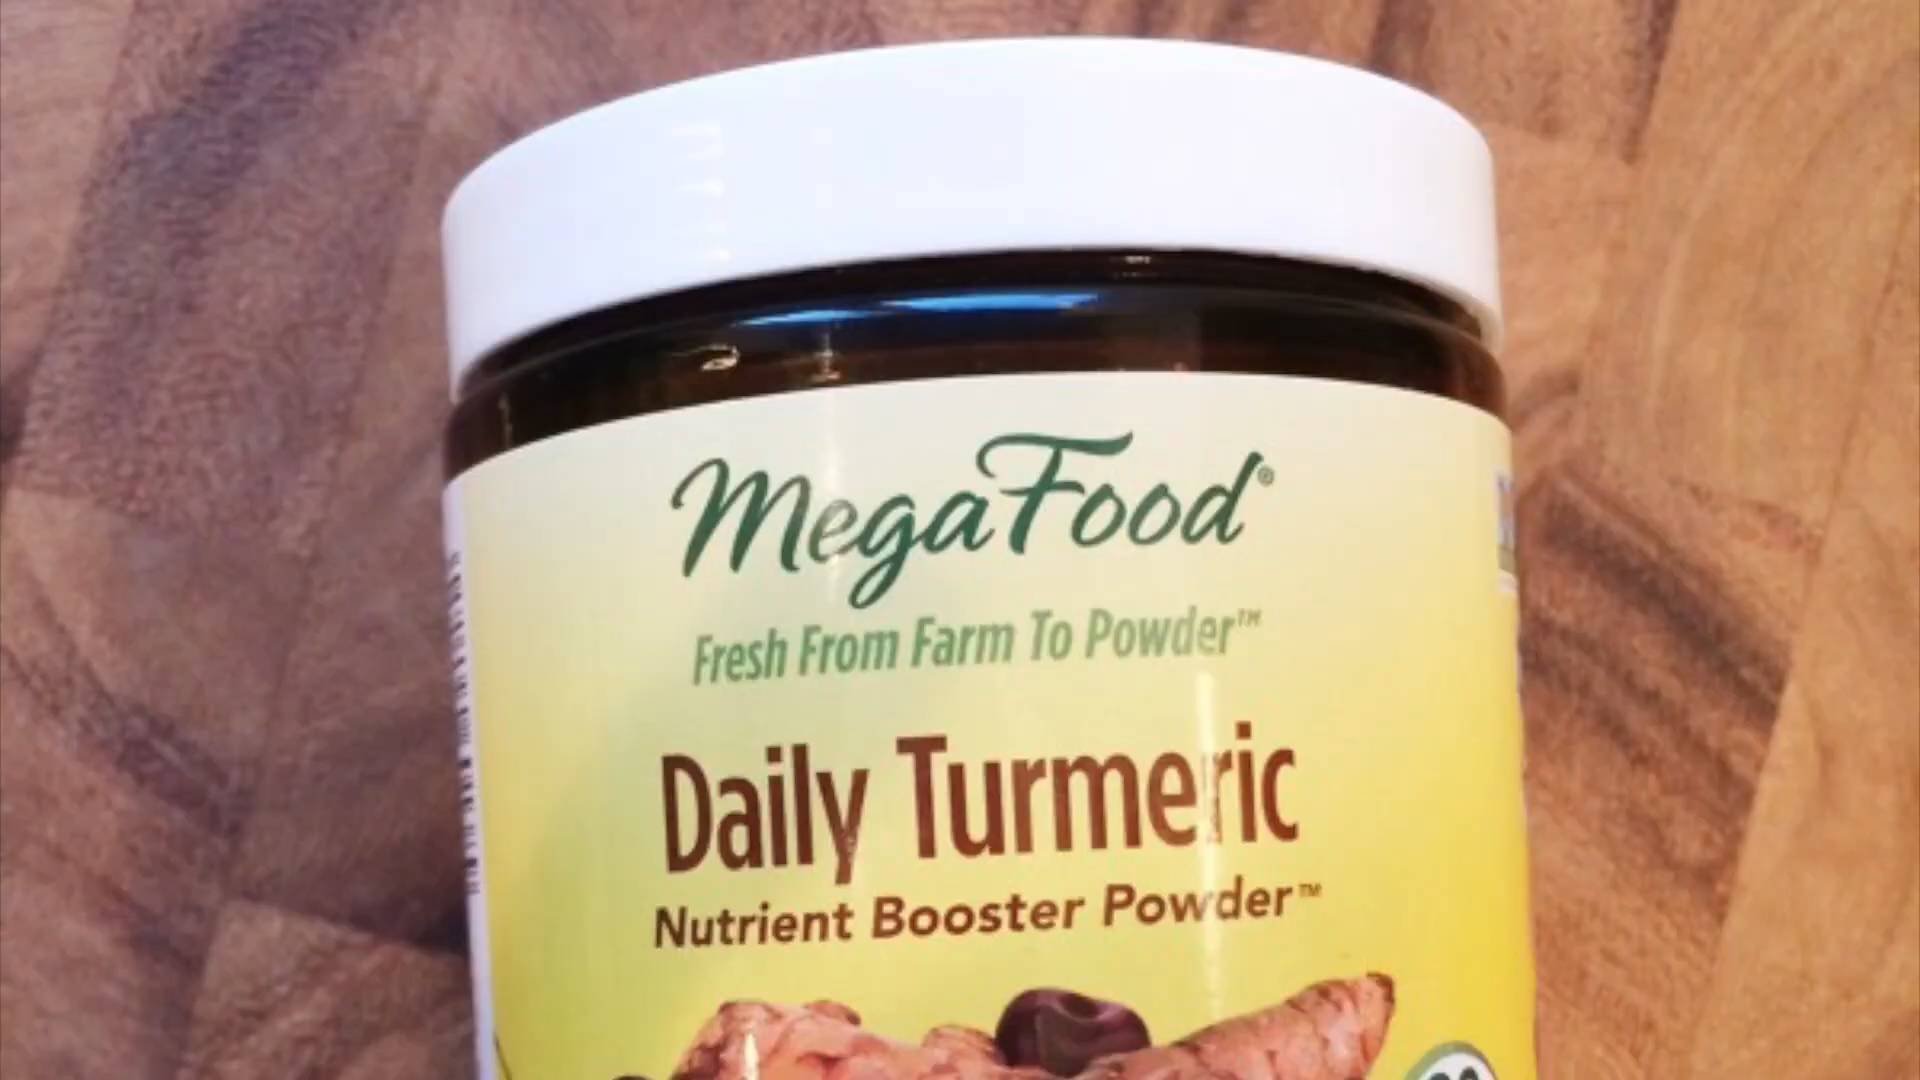 MegaFood®
Fresh From Farm To Powder™
Daily Turmeric
Nutrient Booster Powder™